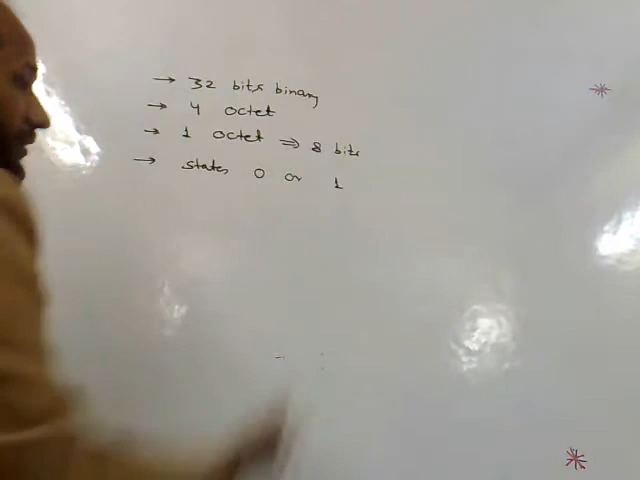 → 32 bits binary
→ 4 octet
→ 1 octet ⇒ 8 bits
→ states 0 or 1